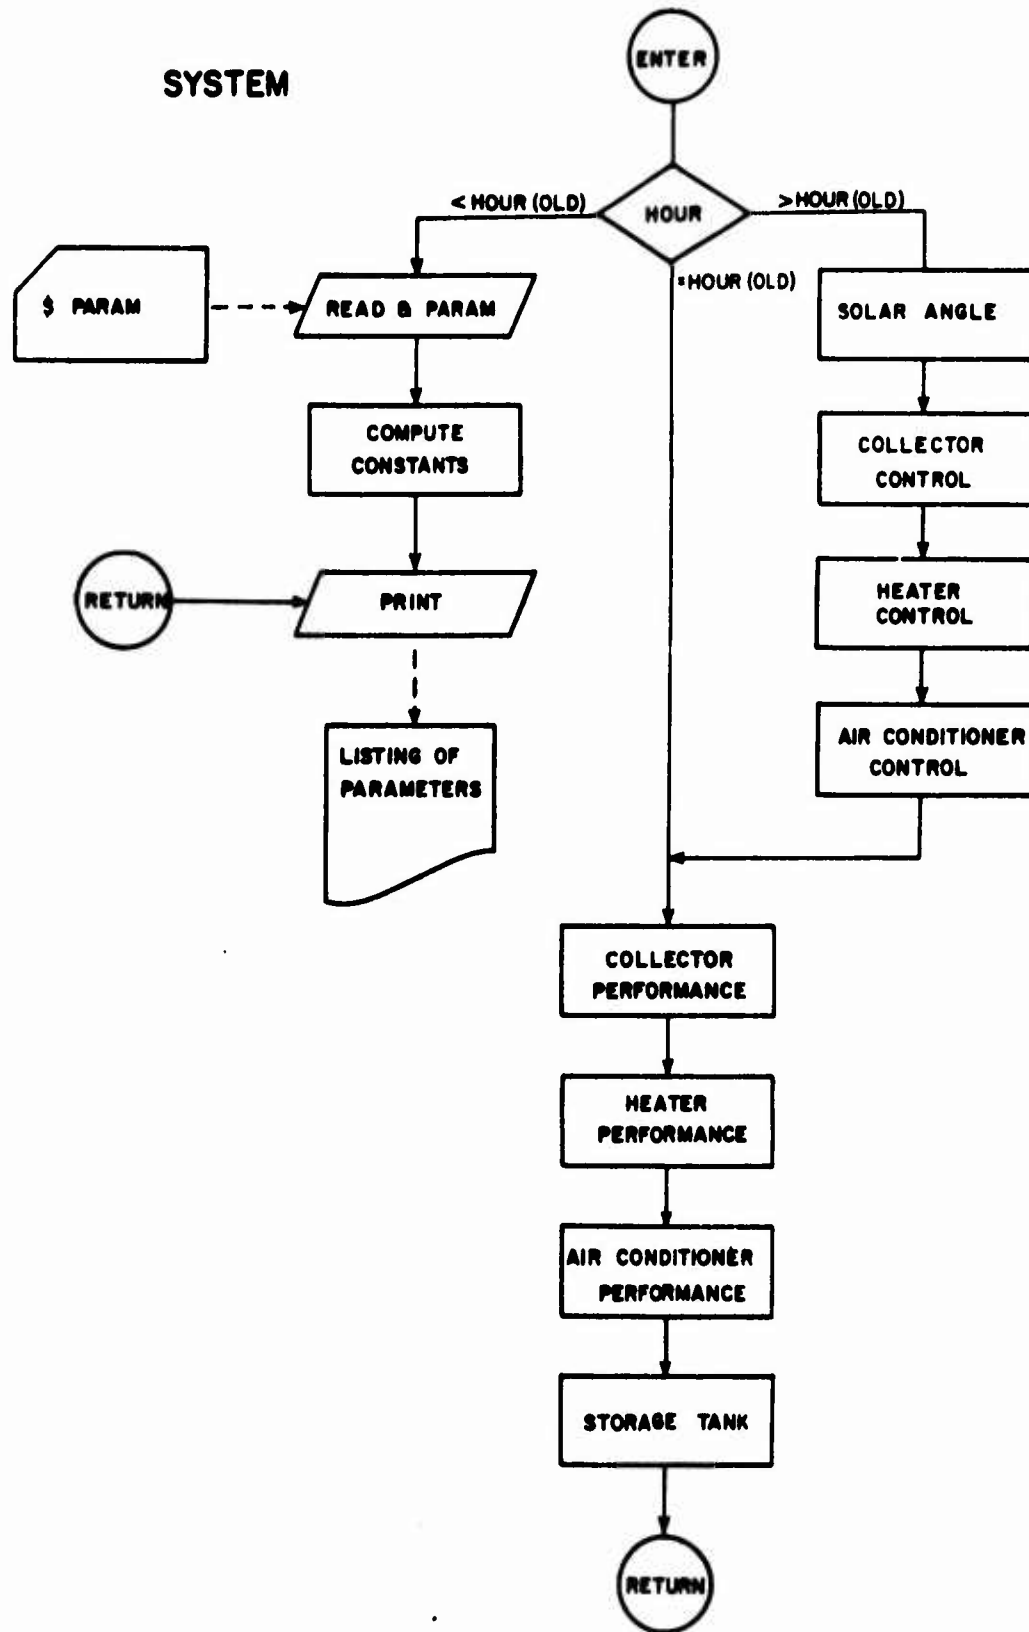 SYSTEM
ENTER
HOUR
< HOUR (OLD)
> HOUR (OLD)
= HOUR (OLD)
$ PARAM
READ & PARAM
COMPUTE
CONSTANTS
RETURN
PRINT
LISTING OF
PARAMETERS
SOLAR ANGLE
COLLECTOR
CONTROL
HEATER
CONTROL
AIR CONDITIONER
CONTROL
COLLECTOR
PERFORMANCE
HEATER
PERFORMANCE
AIR CONDITIONER
PERFORMANCE
STORAGE TANK
RETURN